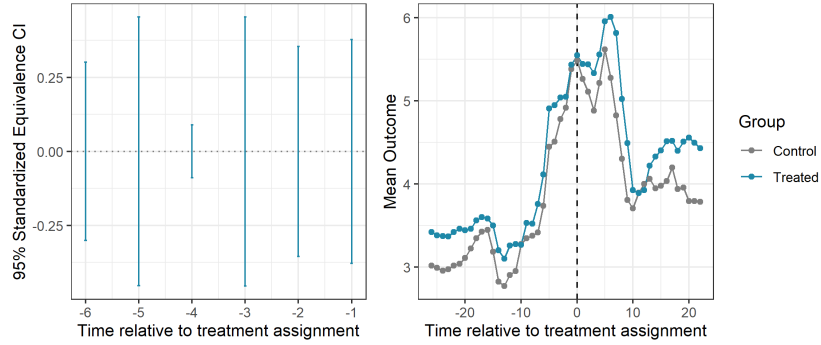 95% Standardized Equivalence CI
0.25
0.00
-0.25
-6 -5 -4 -3 -2 -1
Time relative to treatment assignment
Mean Outcome
6
5
4
3
-20 -10 0 10 20
Time relative to treatment assignment
Group
Control
Treated